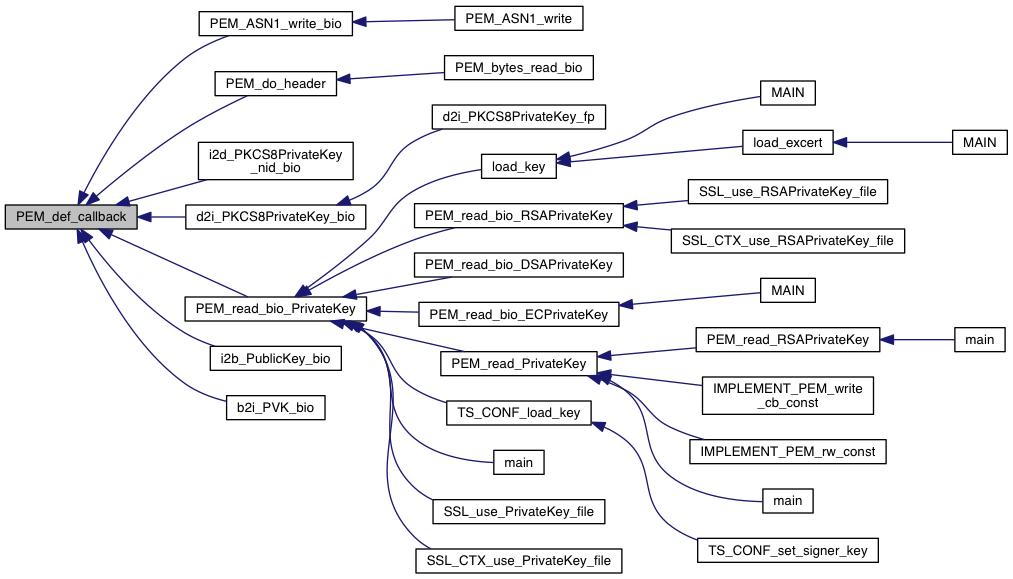 PEM_ASN1_write_bio
PEM_ASN1_write
PEM_do_header
PEM_bytes_read_bio
d2i_PKCS8PrivateKey_fp
MAIN
load_excert
MAIN
i2d_PKCS8PrivateKey
_nid_bio
load_key
PEM_def_callback
d2i_PKCS8PrivateKey_bio
PEM_read_bio_RSAPrivateKey
SSL_use_RSAPrivateKey_file
SSL_CTX_use_RSAPrivateKey_file
PEM_read_bio_DSAPrivateKey
MAIN
PEM_read_bio_PrivateKey
PEM_read_bio_ECPrivateKey
PEM_read_RSAPrivateKey
main
i2b_PublicKey_bio
PEM_read_PrivateKey
IMPLEMENT_PEM_write
_cb_const
b2i_PVK_bio
TS_CONF_load_key
IMPLEMENT_PEM_rw_const
main
main
SSL_use_PrivateKey_file
TS_CONF_set_signer_key
SSL_CTX_use_PrivateKey_file